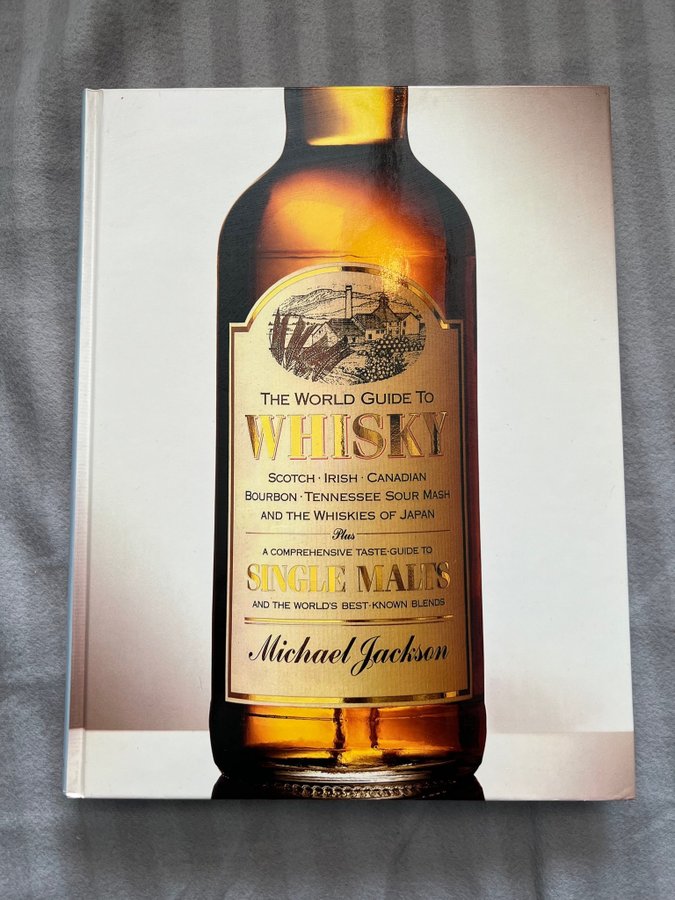 THE WORLD GUIDE TO
WHISKY
SCOTCH · IRISH · CANADIAN
BOURBON · TENNESSEE SOUR MASH
AND THE WHISKIES OF JAPAN
Plus
A COMPREHENSIVE TASTE-GUIDE TO
SINGLE MALTS
AND THE WORLD'S BEST-KNOWN BLENDS
Michael Jackson